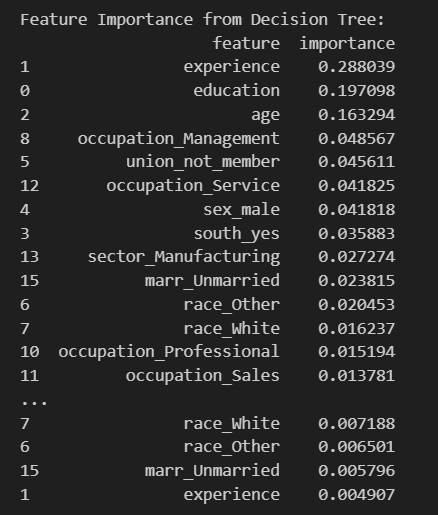 Feature Importance from Decision Tree:
feature importance
1 experience 0.288039
0 education 0.197098
2 age 0.163294
8 occupation_Management 0.048567
5 union_not_member 0.045611
12 occupation_Service 0.041825
4 sex_male 0.041818
3 south_yes 0.035883
13 sector_Manufacturing 0.027274
15 marr_Unmarried 0.023815
6 race_Other 0.020453
7 race_White 0.016237
10 occupation_Professional 0.015194
11 occupation_Sales 0.013781
...
7 race_White 0.007188
6 race_Other 0.006501
15 marr_Unmarried 0.005796
1 experience 0.004907